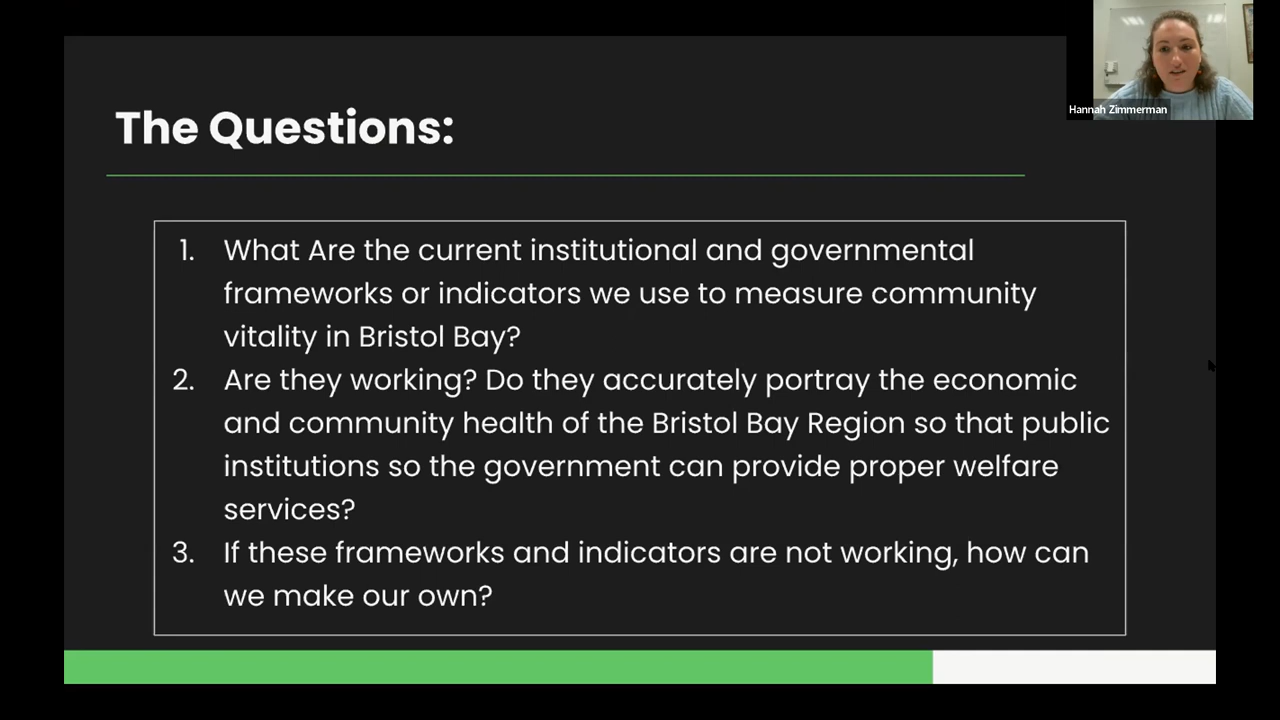 Hannah Zimmerman
The Questions:
1. What Are the current institutional and governmental
frameworks or indicators we use to measure community
vitality in Bristol Bay?
2. Are they working? Do they accurately portray the economic
and community health of the Bristol Bay Region so that public
institutions so the government can provide proper welfare
services?
3. If these frameworks and indicators are not working, how can
we make our own?